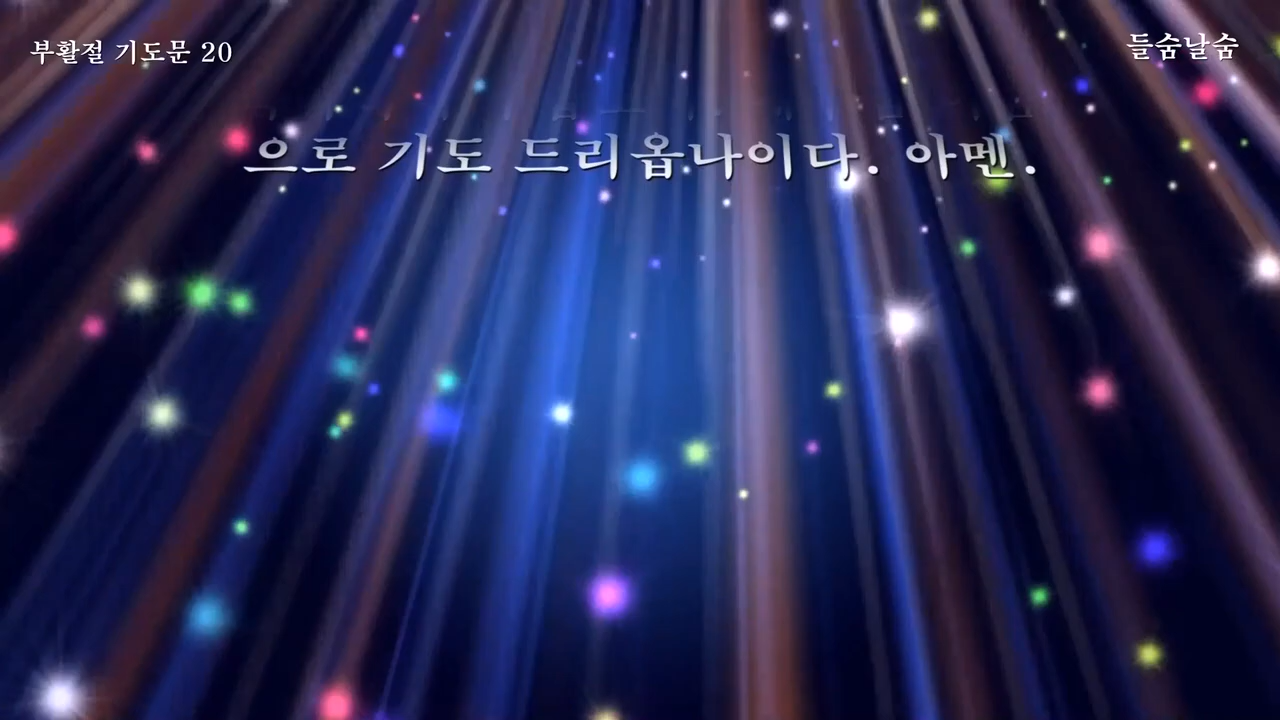 부활절 기도문 20
들숨날숨
으로 기도 드리옵나이다. 아멘.